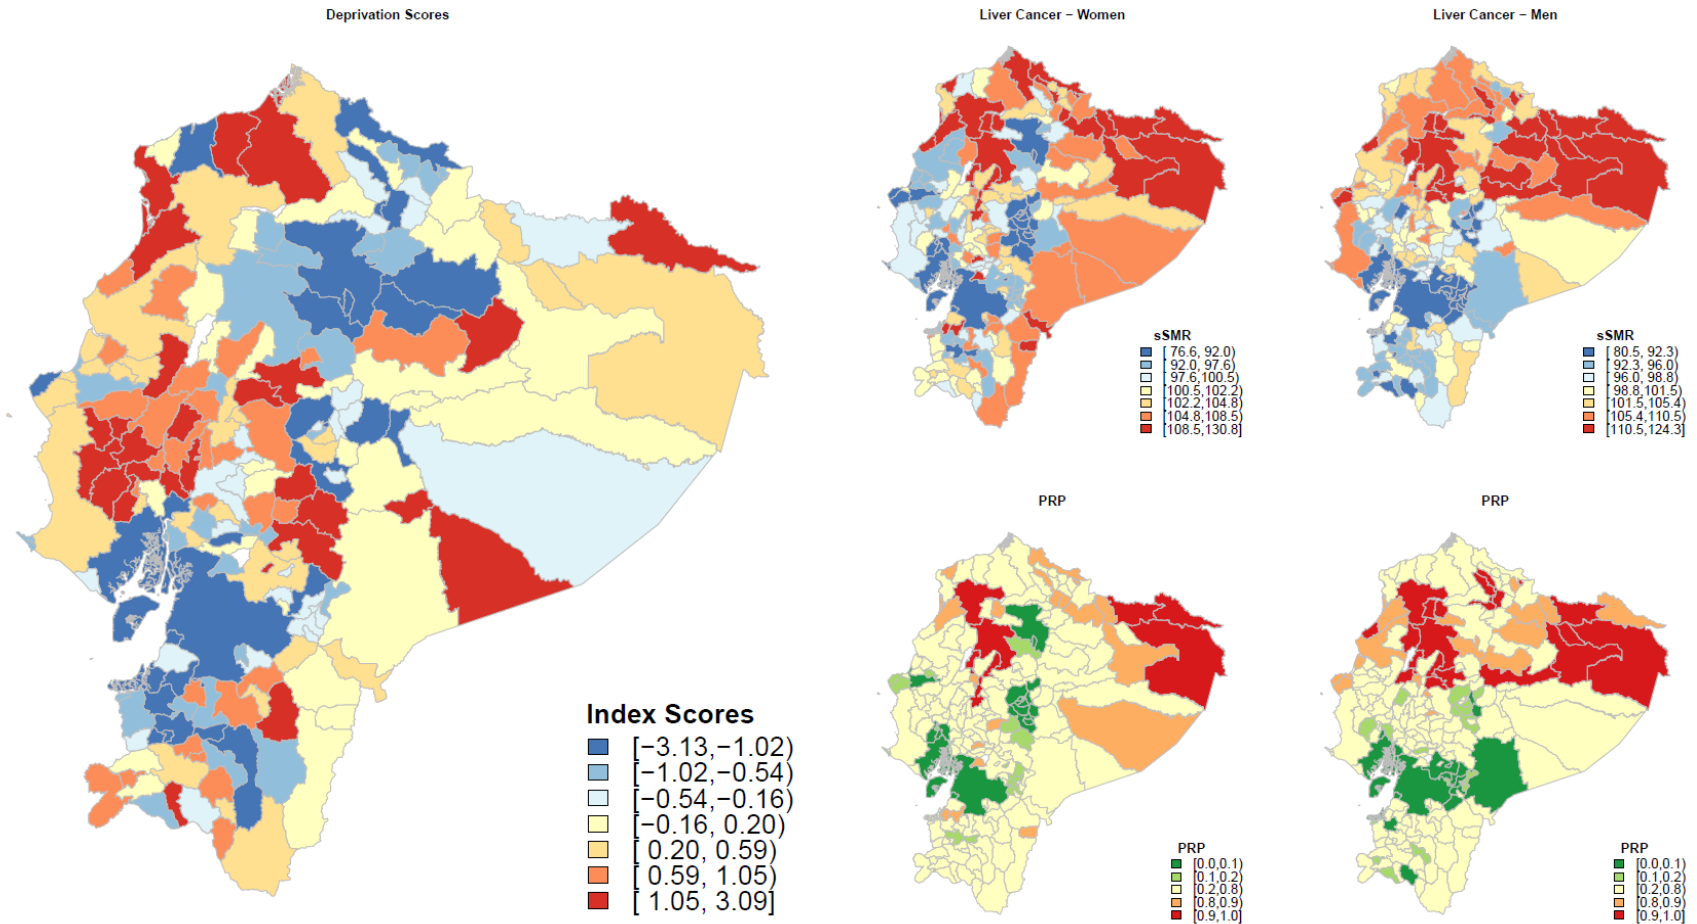 Deprivation Scores
Index Scores
[−3.13,−1.02)
[−1.02,−0.54)
[−0.54,−0.16)
[−0.16, 0.20)
[ 0.20, 0.59)
[ 0.59, 1.05)
[ 1.05, 3.09]
Liver Cancer − Women
sSMR
[ 76.6, 92.0)
[ 92.0, 97.6)
[ 97.6,100.5)
[100.5,102.2)
[102.2,104.8)
[104.8,108.5)
[108.5,130.8]
Liver Cancer − Men
sSMR
[ 80.5, 92.3)
[ 92.3, 96.0)
[ 96.0, 98.8)
[ 98.8,101.5)
[101.5,105.4)
[105.4,110.5)
[110.5,124.3]
PRP
PRP
[0.0,0.1)
[0.1,0.2)
[0.2,0.8)
[0.8,0.9)
[0.9,1.0]
PRP
PRP
[0.0,0.1)
[0.1,0.2)
[0.2,0.8)
[0.8,0.9)
[0.9,1.0]